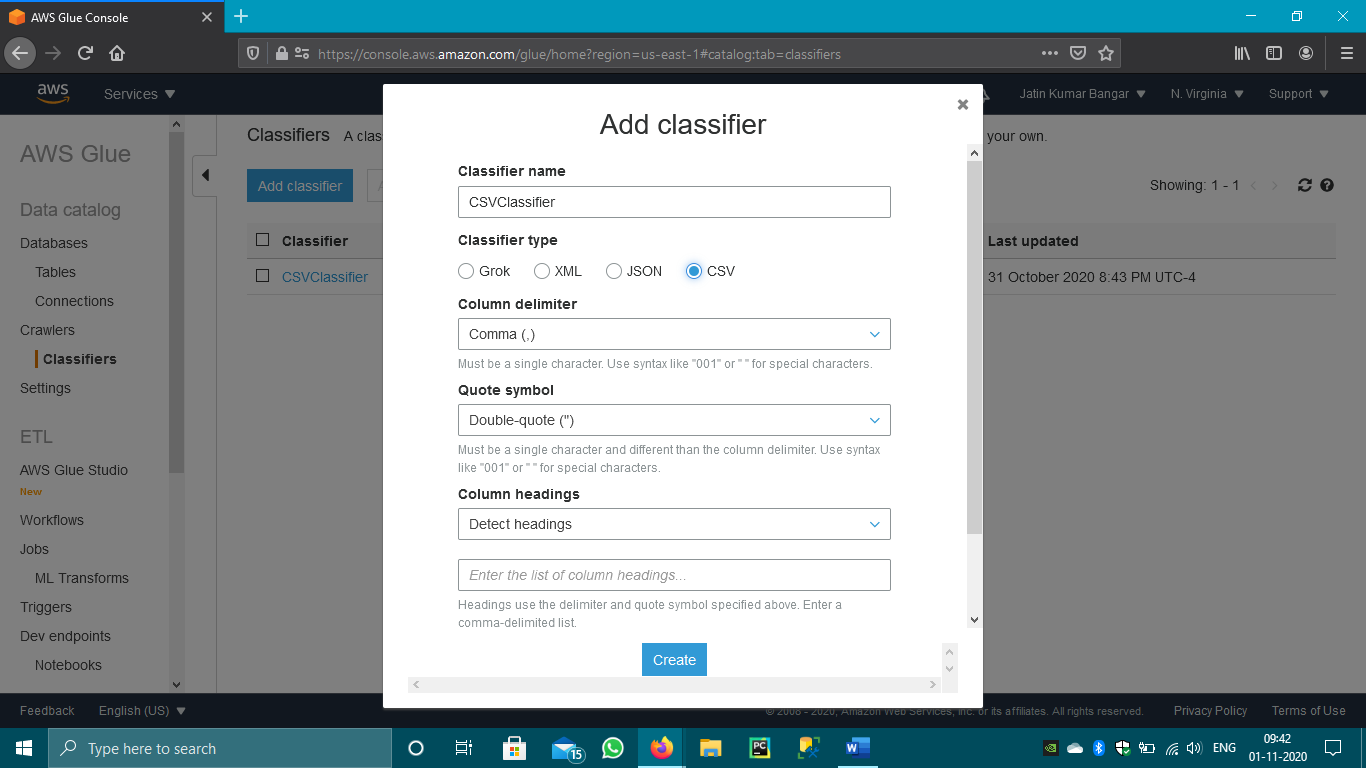 AWS Glue Console
https://console.aws.amazon.com/glue/home?region=us-east-1#catalog:tab=classifiers
aws
Services
Jatin Kumar Bangar
N. Virginia
Support
AWS Glue
Data catalog
Databases
Tables
Connections
Crawlers
Classifiers
Settings
ETL
AWS Glue Studio
New
Workflows
Jobs
ML Transforms
Triggers
Dev endpoints
Notebooks
Classifiers A clas
your own.
Add classifier A
Showing: 1 - 1
Classifier
Last updated
CSVClassifier
31 October 2020 8:43 PM UTC-4
Add classifier
Classifier name
CSVClassifier
Classifier type
Grok XML JSON CSV
Column delimiter
Comma (,)
Must be a single character. Use syntax like "001" or " " for special characters.
Quote symbol
Double-quote (")
Must be a single character and different than the column delimiter. Use syntax
like "001" or " " for special characters.
Column headings
Detect headings
Enter the list of column headings...
Headings use the delimiter and quote symbol specified above. Enter a
comma-delimited list.
Create
Feedback
English (US)
© 2008 - 2020, Amazon Web Services, Inc. or its affiliates. All rights reserved.
Privacy Policy
Terms of Use
Type here to search
15
PC
W
ENG
09:42
01-11-2020